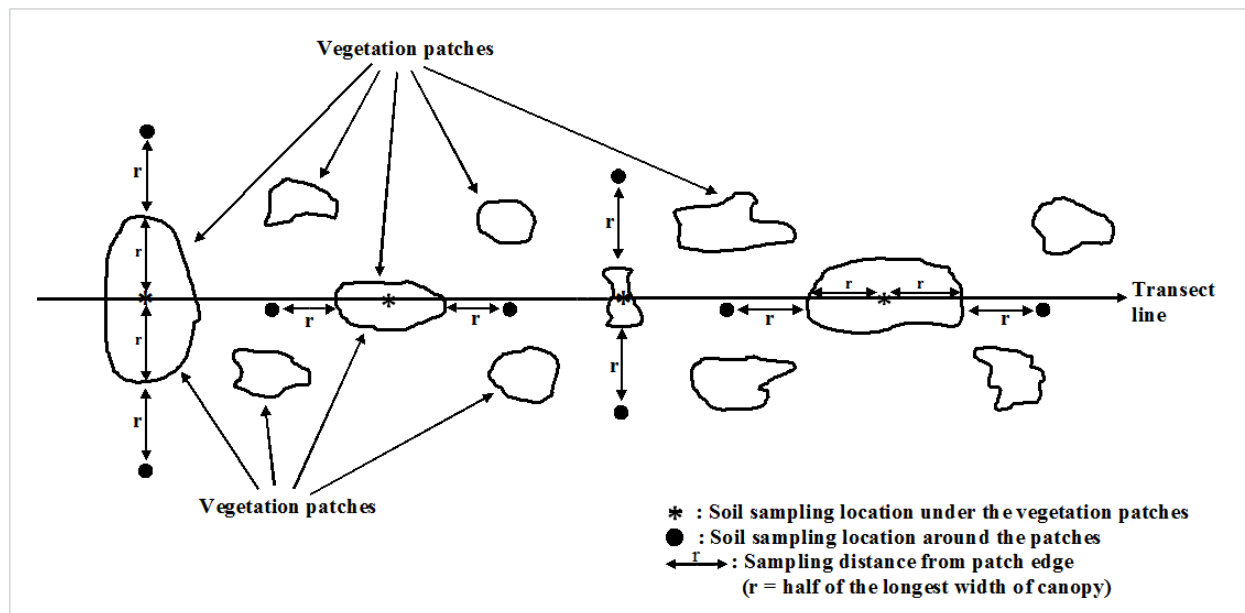 Vegetation patches
r
r
r
r
r
r
r
r
r
r
r
r
r
r
Transect
line
Vegetation patches
* : Soil sampling location under the vegetation patches
● : Soil sampling location around the patches
r : Sampling distance from patch edge
(r = half of the longest width of canopy)